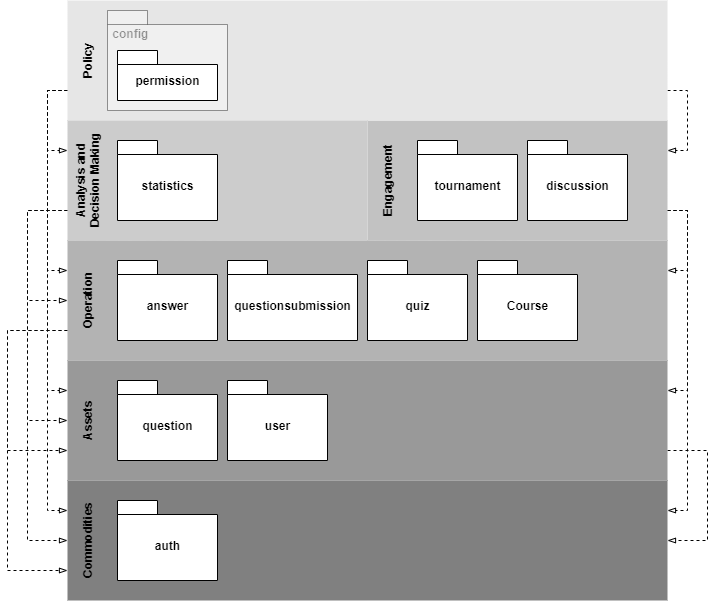 Policy
config
permission
Analysis and
Decision Making
statistics
Engagement
tournament
discussion
Operation
answer
questionsubmission
quiz
Course
Assets
question
user
Commodities
auth